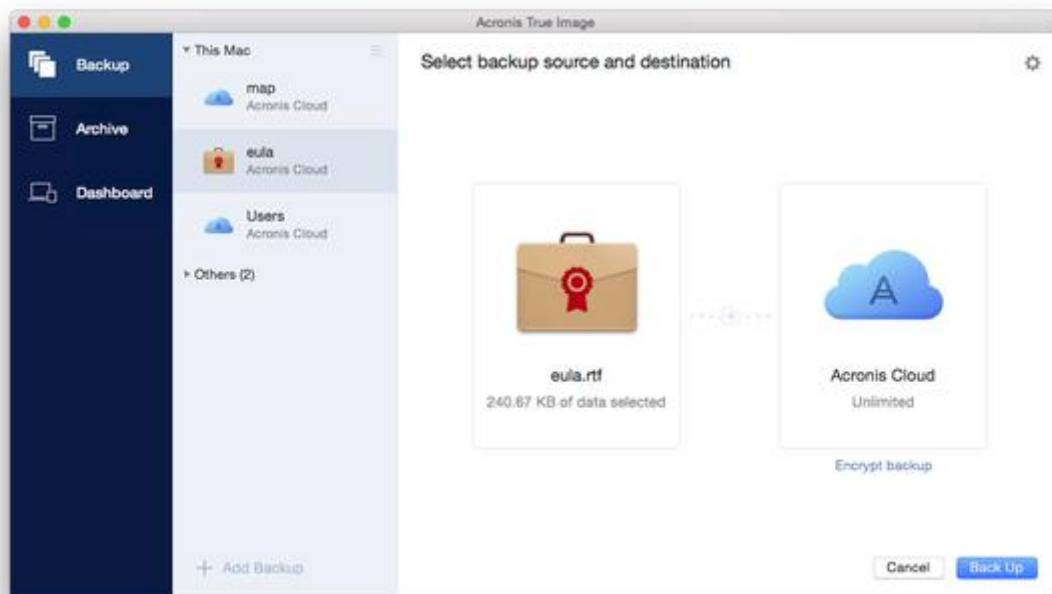 Acronis True Image
Backup
Archive
Dashboard
This Mac
map
Acronis Cloud
eula
Acronis Cloud
Users
Acronis Cloud
Others (2)
Add Backup
Select backup source and destination
eula.rtf
240.67 KB of data selected
Acronis Cloud
Unlimited
Encrypt backup
Cancel
Back Up